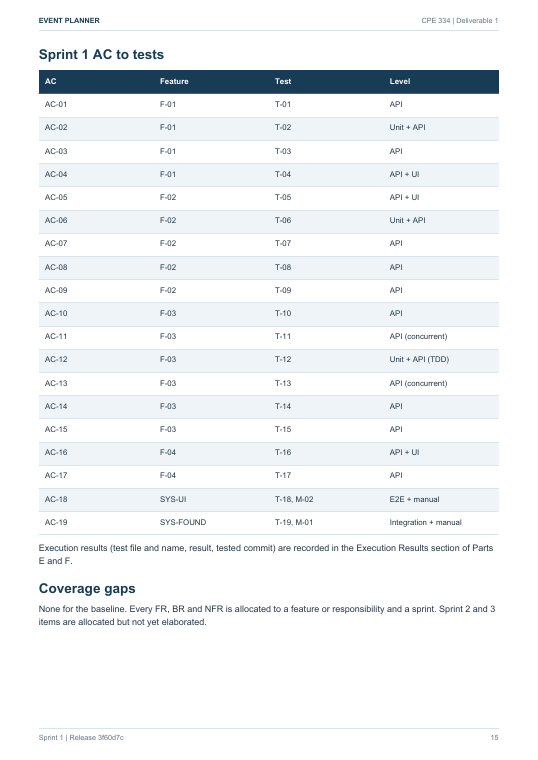 EVENT PLANNER CPE 334 | Deliverable 1
Sprint 1 AC to tests
AC Feature Test Level
AC-01 F-01 T-01 API
AC-02 F-01 T-02 Unit + API
AC-03 F-01 T-03 API
AC-04 F-01 T-04 API + UI
AC-05 F-02 T-05 API + UI
AC-06 F-02 T-06 Unit + API
AC-07 F-02 T-07 API
AC-08 F-02 T-08 API
AC-09 F-02 T-09 API
AC-10 F-03 T-10 API
AC-11 F-03 T-11 API (concurrent)
AC-12 F-03 T-12 Unit + API (TDD)
AC-13 F-03 T-13 API (concurrent)
AC-14 F-03 T-14 API
AC-15 F-03 T-15 API
AC-16 F-04 T-16 API + UI
AC-17 F-04 T-17 API
AC-18 SYS-UI T-18, M-02 E2E + manual
AC-19 SYS-FOUND T-19, M-01 Integration + manual
Execution results (test file and name, result, tested commit) are recorded in the Execution Results section of Parts
E and F.
Coverage gaps
None for the baseline. Every FR, BR and NFR is allocated to a feature or responsibility and a sprint. Sprint 2 and 3
items are allocated but not yet elaborated.
Sprint 1 | Release 3f60d7c 15